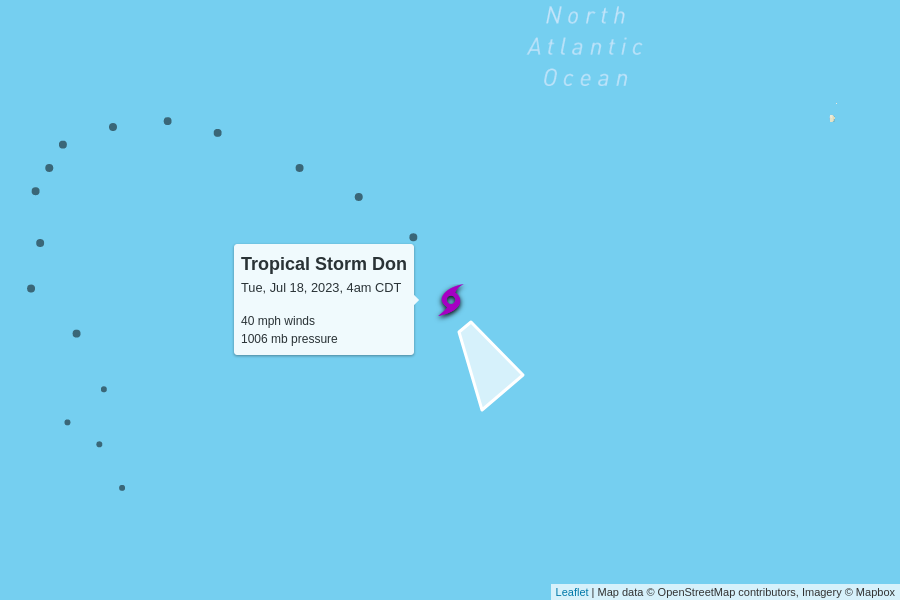 North
Atlantic
Ocean
Tropical Storm Don
Tue, Jul 18, 2023, 4am CDT
40 mph winds
1006 mb pressure
Leaflet | Map data © OpenStreetMap contributors, Imagery © Mapbox